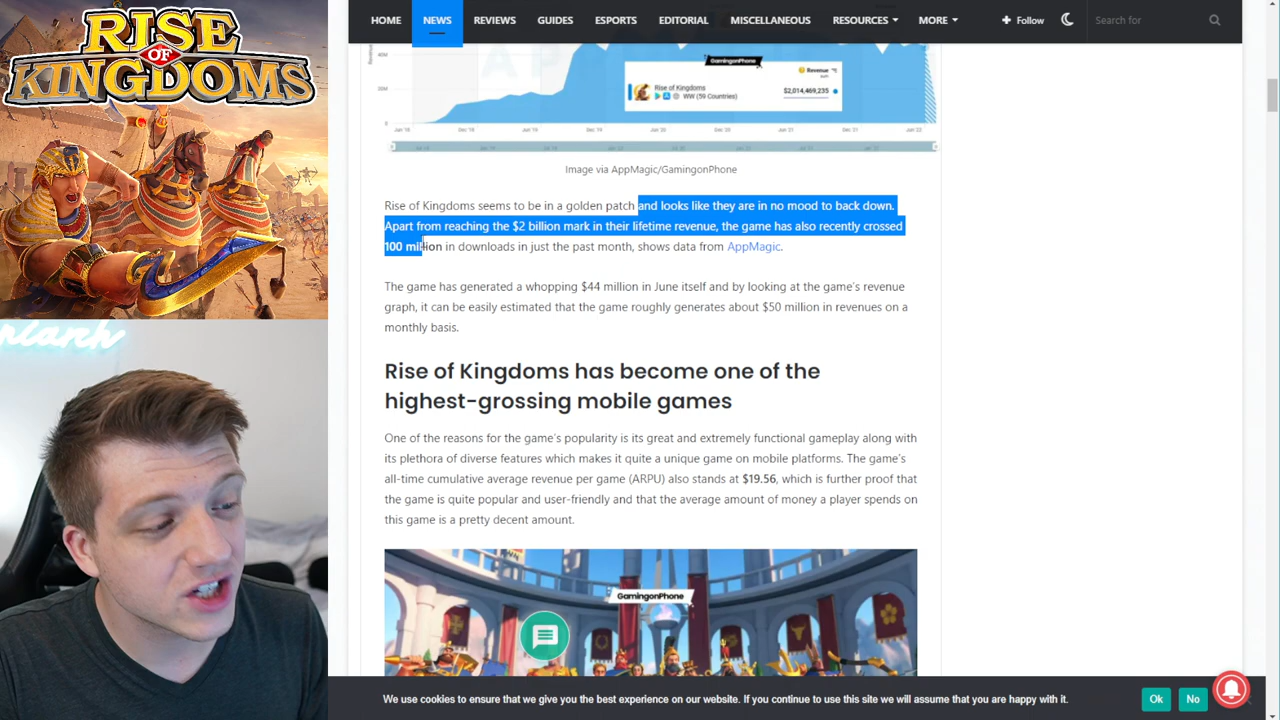 RISE
OF
KINGDOMS
HOME NEWS REVIEWS GUIDES ESPORTS EDITORIAL MISCELLANEOUS RESOURCES MORE + Follow Search for
GamingonPhone
Revenue
Rise of Kingdoms
WW (59 Countries) $2,014,469,235
Image via AppMagic/GamingonPhone
Rise of Kingdoms seems to be in a golden patch and looks like they are in no mood to back down.
Apart from reaching the $2 billion mark in their lifetime revenue, the game has also recently crossed
100 million in downloads in just the past month, shows data from AppMagic.
The game has generated a whopping $44 million in June itself and by looking at the game's revenue
graph, it can be easily estimated that the game roughly generates about $50 million in revenues on a
monthly basis.
Rise of Kingdoms has become one of the
highest-grossing mobile games
One of the reasons for the game's popularity is its great and extremely functional gameplay along with
its plethora of diverse features which makes it quite a unique game on mobile platforms. The game's
all-time cumulative average revenue per game (ARPU) also stands at $19.56, which is further proof that
the game is quite popular and user-friendly and that the average amount of money a player spends on
this game is a pretty decent amount.
GamingonPhone
We use cookies to ensure that we give you the best experience on our website. If you continue to use this site we will assume that you are happy with it. Ok No